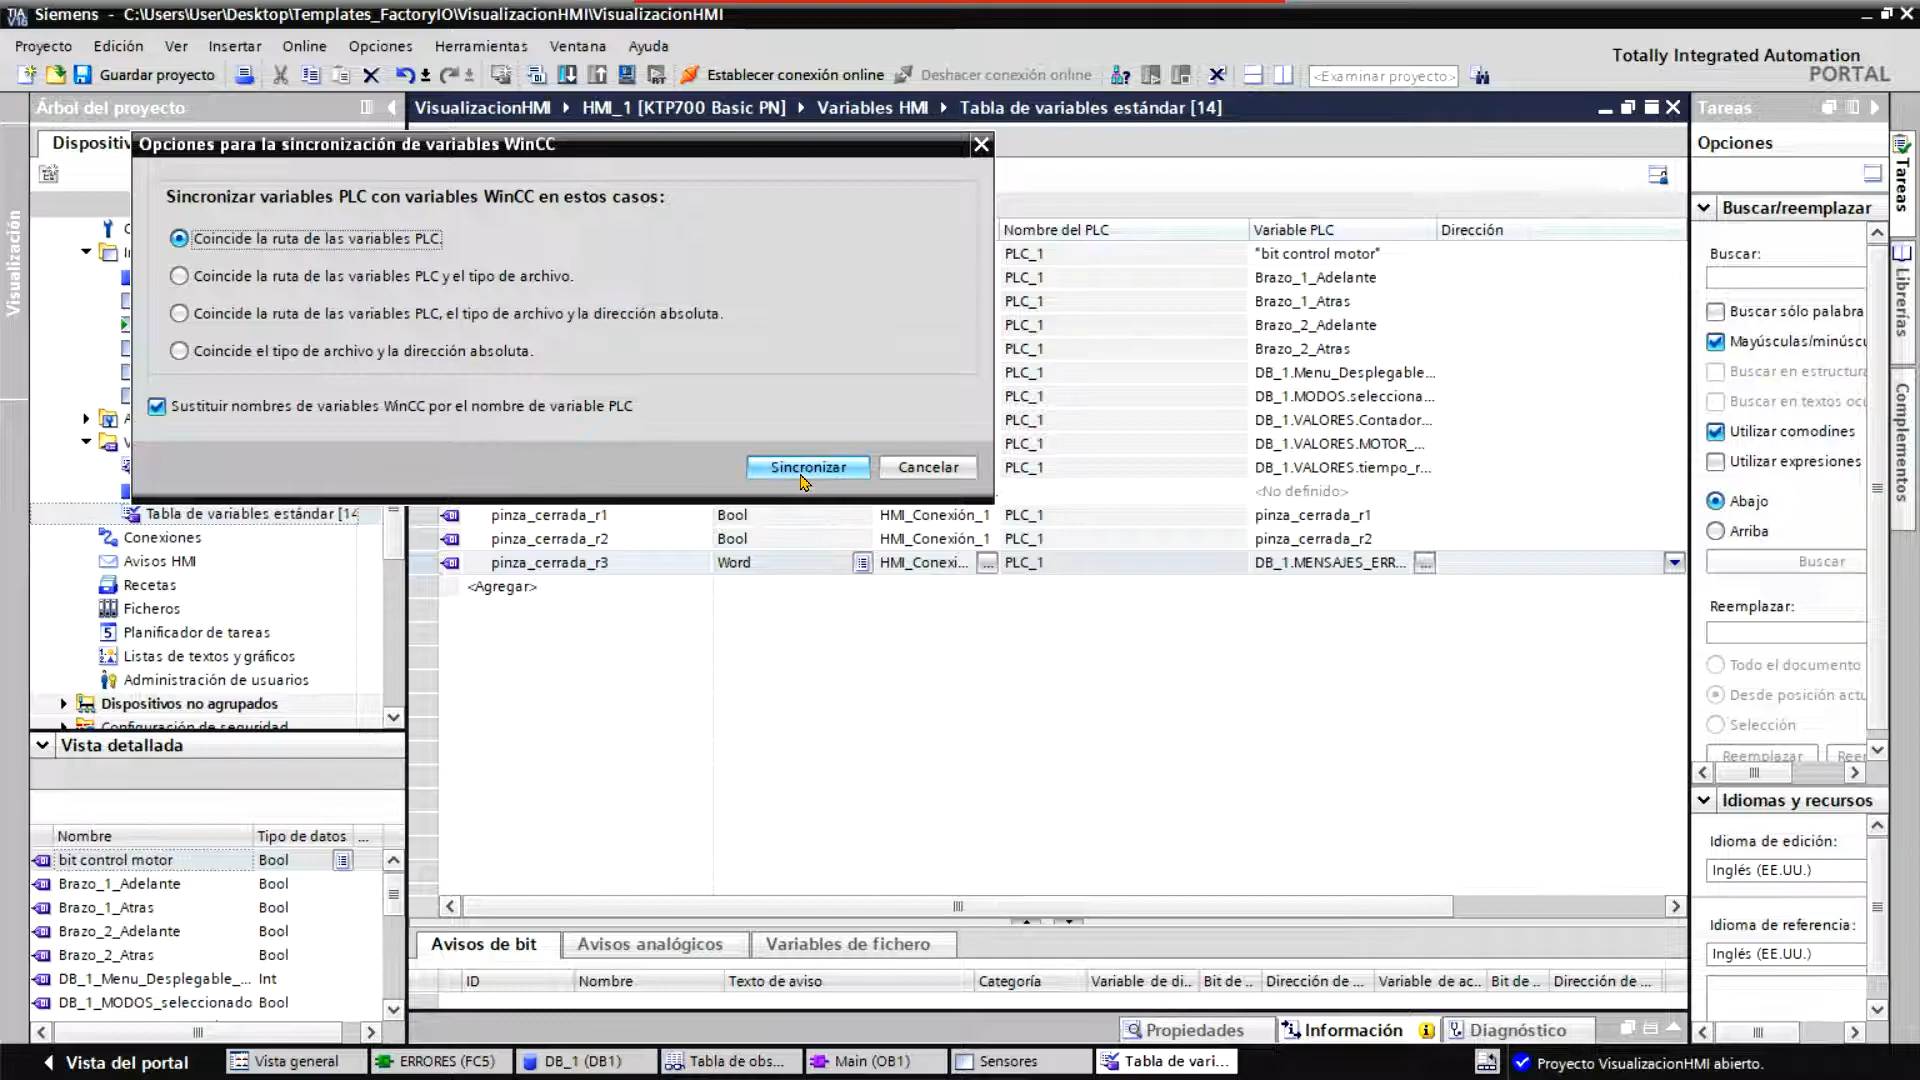 Siemens - C:\Users\User\Desktop\Templates_FactoryIO\VisualizacionHMI\VisualizacionHMI
Proyecto Edición Ver Insertar Online Opciones Herramientas Ventana Ayuda
Totally Integrated Automation
PORTAL
Guardar proyecto Establecer conexión online Deshacer conexión online <Examinar proyecto>
Árbol del proyecto
VisualizacionHMI HMI_1 [KTP700 Basic PN] Variables HMI Tabla de variables estándar [14]
Tareas
Dispositiv
Opciones
Visualización
Tareas
Librerías
Complementos
Opciones para la sincronización de variables WinCC
Sincronizar variables PLC con variables WinCC en estos casos:
Coincide la ruta de las variables PLC.
Coincide la ruta de las variables PLC y el tipo de archivo.
Coincide la ruta de las variables PLC, el tipo de archivo y la dirección absoluta.
Coincide el tipo de archivo y la dirección absoluta.
Sustituir nombres de variables WinCC por el nombre de variable PLC
Sincronizar Cancelar
Nombre del PLC Variable PLC Dirección
PLC_1 "bit control motor"
PLC_1 Brazo_1_Adelante
PLC_1 Brazo_1_Atras
PLC_1 Brazo_2_Adelante
PLC_1 Brazo_2_Atras
PLC_1 DB_1.Menu_Desplegable...
PLC_1 DB_1.MODOS.selecciona...
PLC_1 DB_1.VALORES.Contador...
PLC_1 DB_1.VALORES.MOTOR_...
PLC_1 DB_1.VALORES.tiempo_r...
<No definido>
pinza_cerrada_r1 Bool HMI_Conexión_1 PLC_1 pinza_cerrada_r1
pinza_cerrada_r2 Bool HMI_Conexión_1 PLC_1 pinza_cerrada_r2
pinza_cerrada_r3 Word HMI_Conexi... ... PLC_1 DB_1.MENSAJES_ERR... ...
<Agregar>
Tabla de variables estándar [14
Conexiones
Avisos HMI
Recetas
Ficheros
Planificador de tareas
Listas de textos y gráficos
Administración de usuarios
Dispositivos no agrupados
Configuración de seguridad
Vista detallada
Nombre Tipo de datos ...
bit control motor Bool
Brazo_1_Adelante Bool
Brazo_1_Atras Bool
Brazo_2_Adelante Bool
Brazo_2_Atras Bool
DB_1_Menu_Desplegable_... Int
DB_1_MODOS_seleccionado Bool
Buscar/reemplazar
Buscar:
Buscar sólo palabra
Mayúsculas/minúscu
Buscar en estructura
Buscar en textos ocu
Utilizar comodines
Utilizar expresiones
Abajo
Arriba
Buscar
Reemplazar:
Todo el documento
Desde posición actu
Selección
Reemplazar Ree
Idiomas y recursos
Idioma de edición:
Inglés (EE.UU.)
Idioma de referencia:
Inglés (EE.UU.)
Avisos de bit Avisos analógicos Variables de fichero
ID Nombre Texto de aviso Categoría Variable de di... Bit de ... Dirección de ... Variable de ac... Bit de ... Dirección de ...
Propiedades Información Diagnóstico
Vista del portal Vista general ERRORES (FC5) DB_1 (DB1) Tabla de obs... Main (OB1) Sensores Tabla de vari... Proyecto VisualizacionHMI abierto.